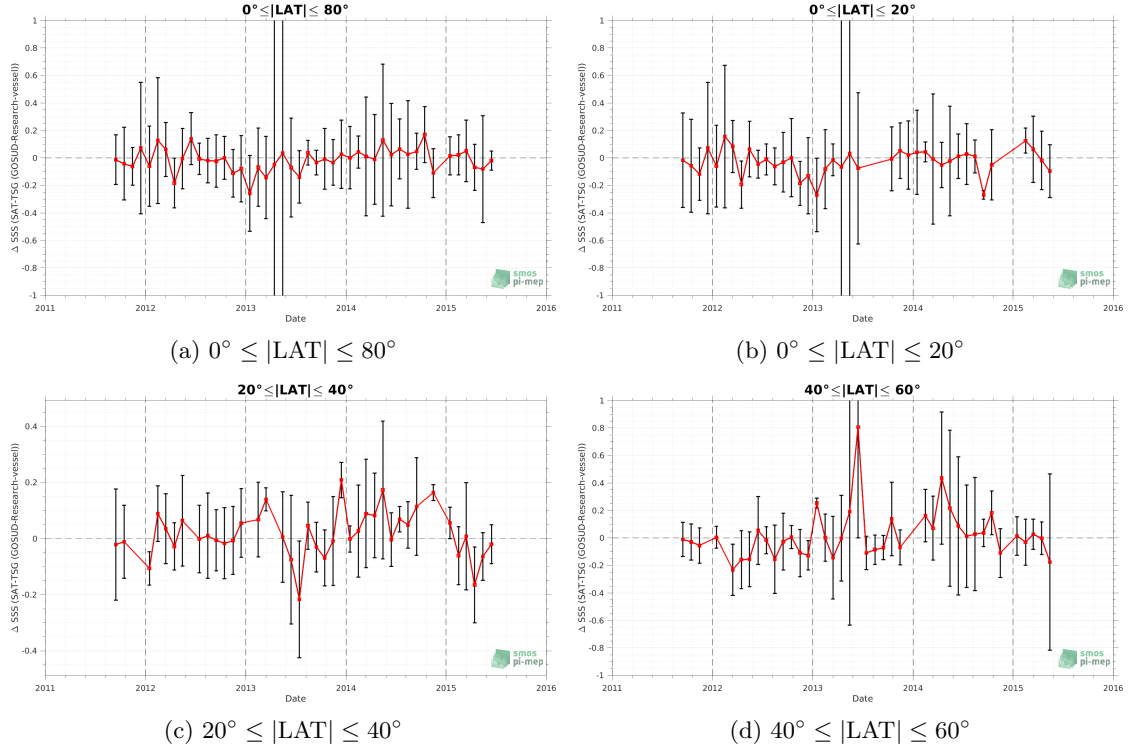 0°≤|LAT|≤ 80°
1
0.8
0.6
0.4
0.2
0
-0.2
-0.4
-0.6
-0.8
-1
Δ SSS (SAT-TSG (GOSUD-Research-vessel))
2011
2012
2013
2014
2015
2016
Date
smos
pi-mep
(a) 0° ≤ |LAT| ≤ 80°
0°≤|LAT|≤ 20°
1
0.8
0.6
0.4
0.2
0
-0.2
-0.4
-0.6
-0.8
-1
Δ SSS (SAT-TSG (GOSUD-Research-vessel))
2011
2012
2013
2014
2015
2016
Date
smos
pi-mep
(b) 0° ≤ |LAT| ≤ 20°
20°≤|LAT|≤ 40°
0.4
0.2
0
-0.2
-0.4
Δ SSS (SAT-TSG (GOSUD-Research-vessel))
2011
2012
2013
2014
2015
2016
Date
smos
pi-mep
(c) 20° ≤ |LAT| ≤ 40°
40°≤|LAT|≤ 60°
1
0.8
0.6
0.4
0.2
0
-0.2
-0.4
-0.6
-0.8
-1
Δ SSS (SAT-TSG (GOSUD-Research-vessel))
2011
2012
2013
2014
2015
2016
Date
smos
pi-mep
(d) 40° ≤ |LAT| ≤ 60°